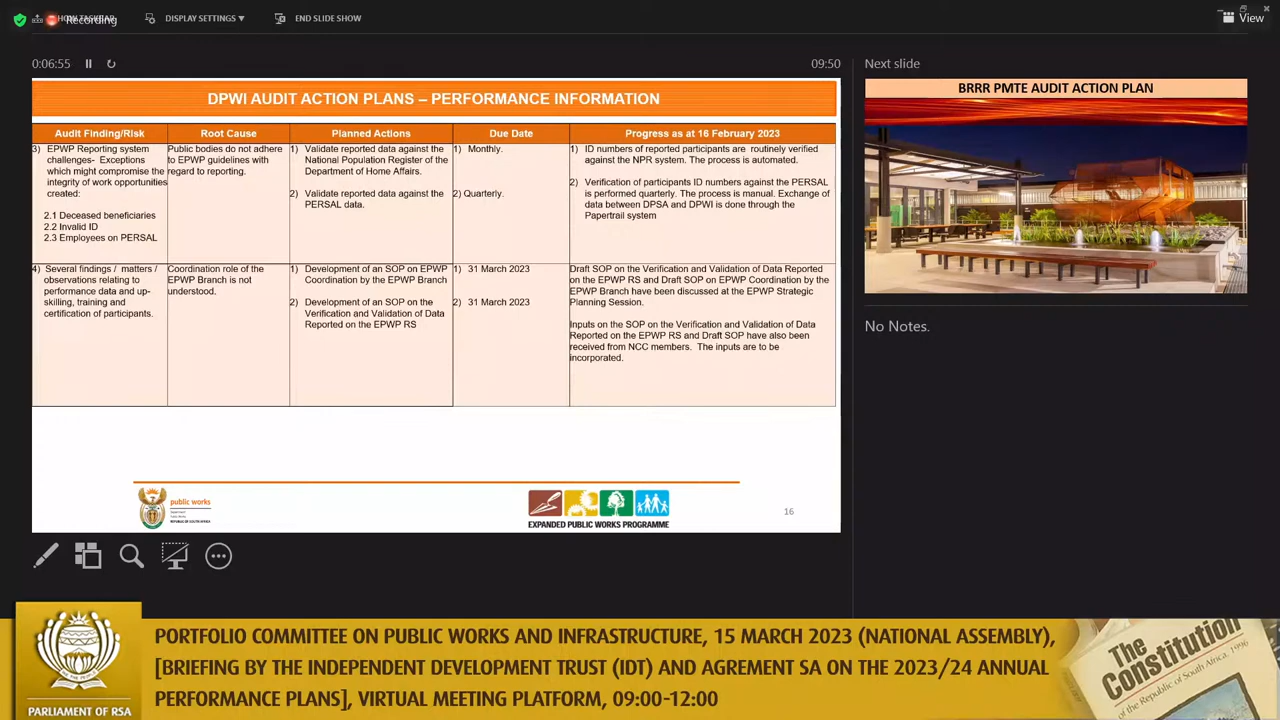 Recording
DISPLAY SETTINGS ▼
END SLIDE SHOW
View
0:06:55
09:50
Next slide
DPWI AUDIT ACTION PLANS – PERFORMANCE INFORMATION
Audit Finding/Risk
Root Cause
Planned Actions
Due Date
Progress as at 16 February 2023
3) EPWP Reporting system
challenges- Exceptions
which might compromise the
integrity of work opportunities
created:
2.1 Deceased beneficiaries
2.2 Invalid ID
2.3 Employees on PERSAL
Public bodies do not adhere
to EPWP guidelines with
regard to reporting.
1) Validate reported data against the
National Population Register of the
Department of Home Affairs.
2) Validate reported data against the
PERSAL data.
1) Monthly.
2) Quarterly.
1) ID numbers of reported participants are routinely verified
against the NPR system. The process is automated.
2) Verification of participants ID numbers against the PERSAL
is performed quarterly. The process is manual. Exchange of
data between DPSA and DPWI is done through the
Papertrail system
4) Several findings / matters /
observations relating to
performance data and up-
skilling, training and
certification of participants.
Coordination role of the
EPWP Branch is not
understood.
1) Development of an SOP on EPWP
Coordination by the EPWP Branch
2) Development of an SOP on the
Verification and Validation of Data
Reported on the EPWP RS
1) 31 March 2023
2) 31 March 2023
Draft SOP on the Verification and Validation of Data Reported
on the EPWP RS and Draft SOP on EPWP Coordination by the
EPWP Branch have been discussed at the EPWP Strategic
Planning Session.
Inputs on the SOP on the Verification and Validation of Data
Reported on the EPWP RS and Draft SOP have also been
received from NCC members. The inputs are to be
incorporated.
public works
REPUBLIC OF SOUTH AFRICA
EXPANDED PUBLIC WORKS PROGRAMME
16
BRRR PMTE AUDIT ACTION PLAN
No Notes.
PARLIAMENT OF RSA
PORTFOLIO COMMITTEE ON PUBLIC WORKS AND INFRASTRUCTURE, 15 MARCH 2023 (NATIONAL ASSEMBLY),
[BRIEFING BY THE INDEPENDENT DEVELOPMENT TRUST (IDT) AND AGREMENT SA ON THE 2023/24 ANNUAL
PERFORMANCE PLANS], VIRTUAL MEETING PLATFORM, 09:00-12:00
The
Constitution
of the Republic of South Africa, 1996